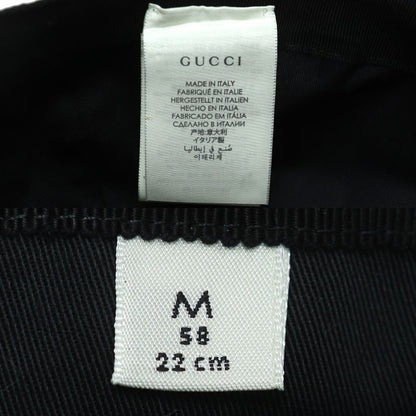 GUCCI
MADE IN ITALY
FABRIQUÉ EN ITALIE
HERGESTELLT IN ITALIEN
HECHO EN ITALIA
FABRICADO EM ITÁLIA
СДЕЛАНО В ИТАЛИИ
产地:意大利
イタリア製
صنع في إيطاليا
이태리제
M
58
22 cm